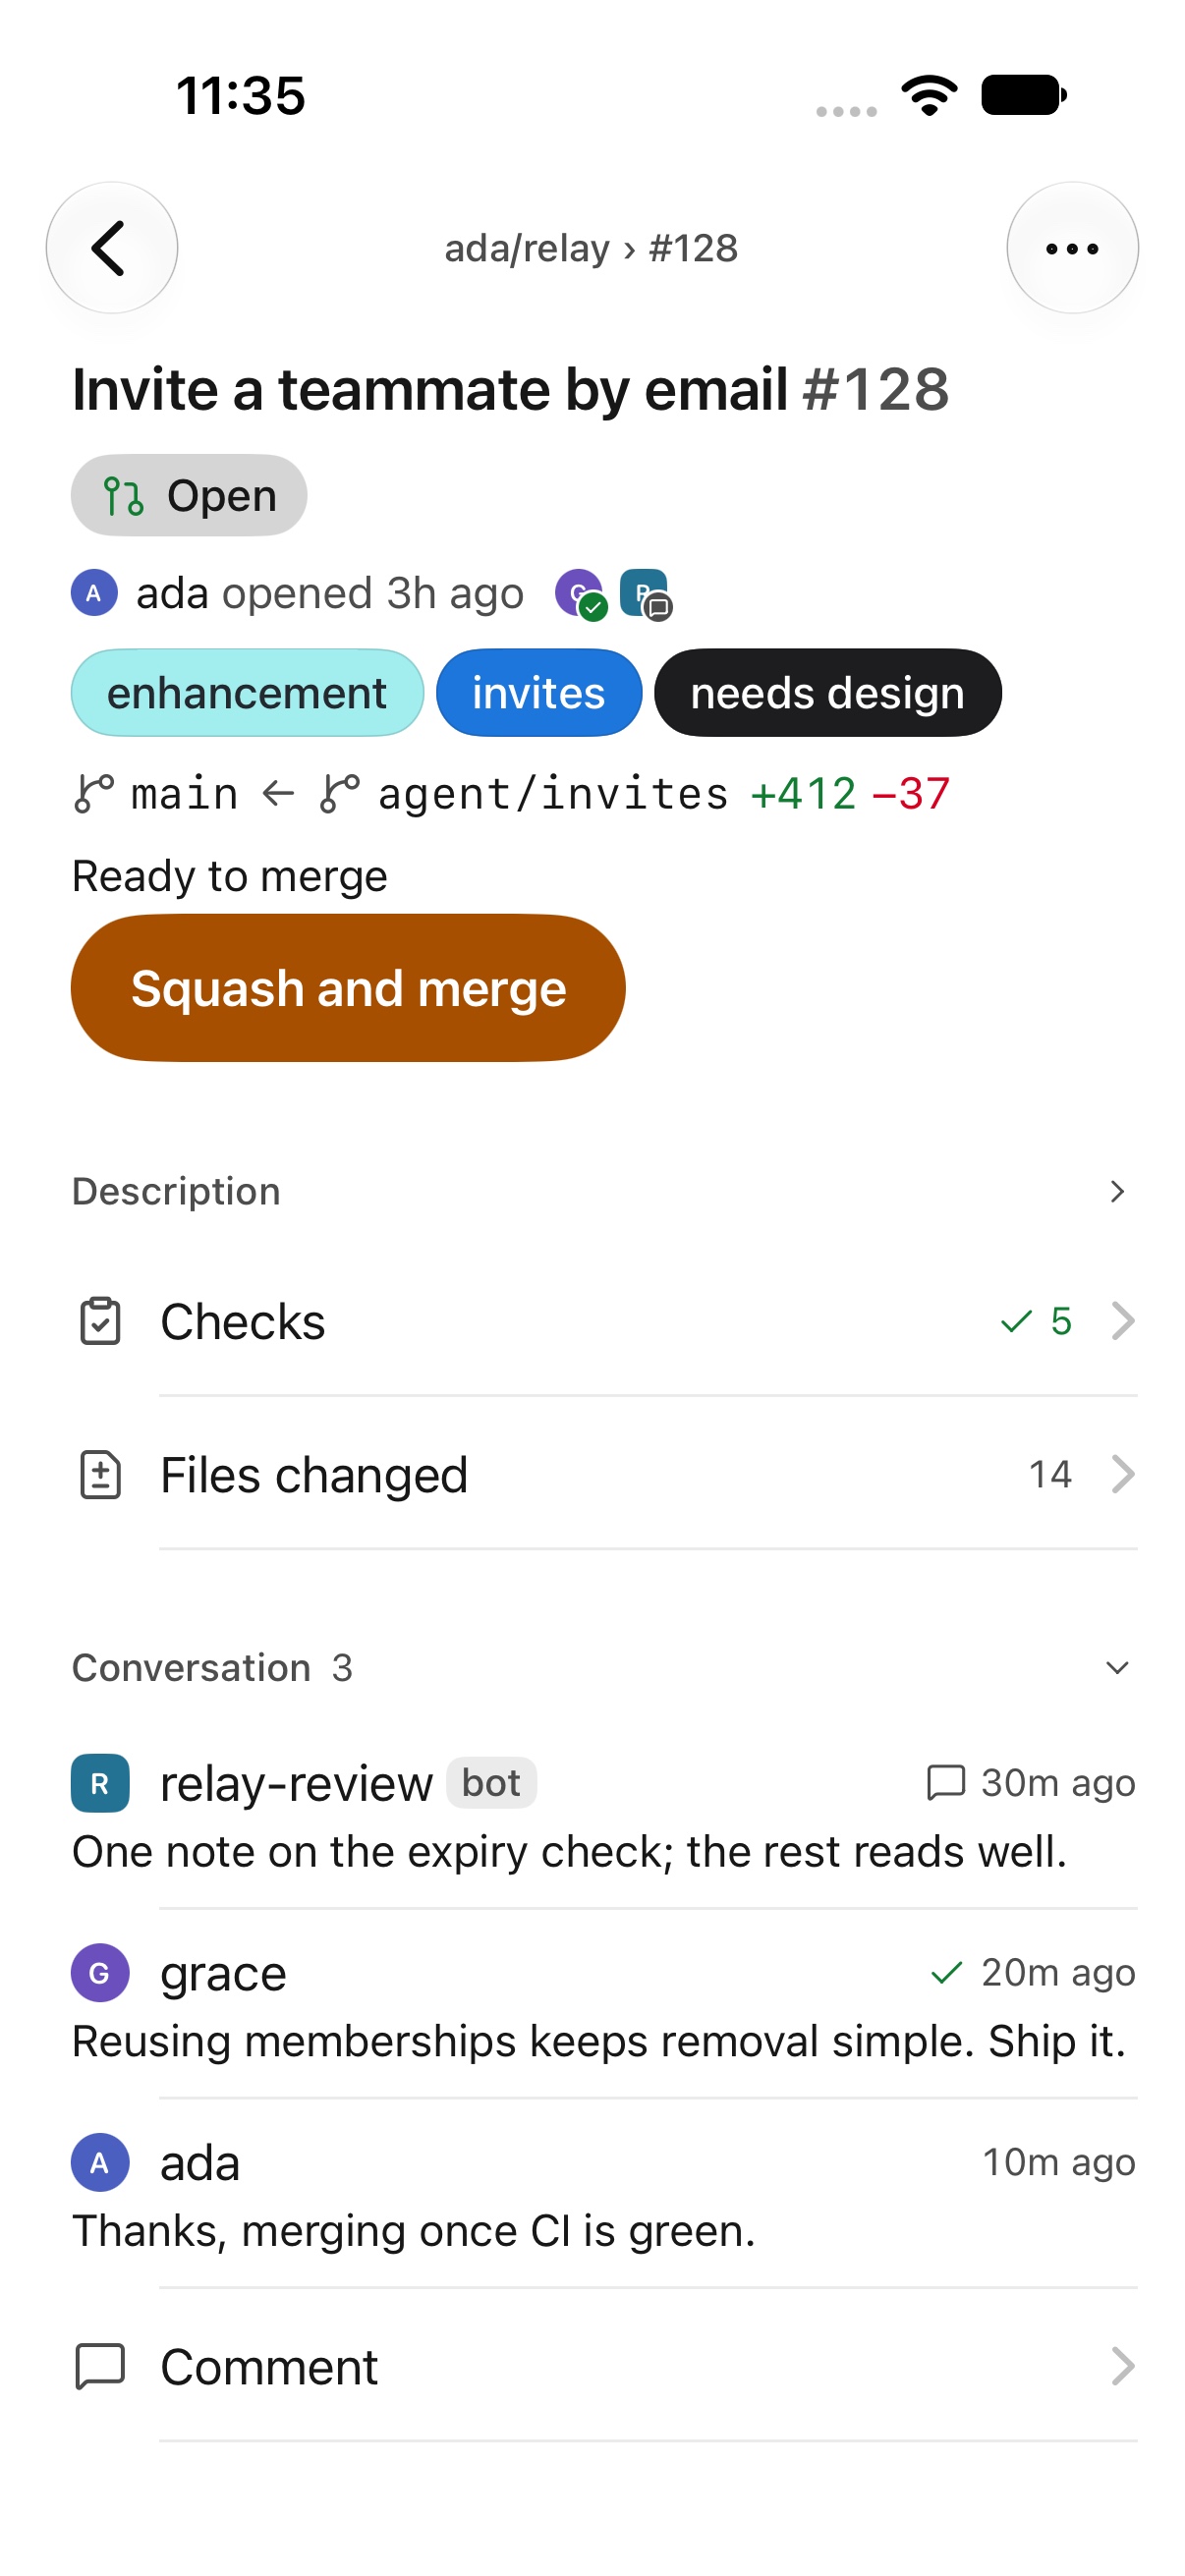 11:35
ada/relay › #128
Invite a teammate by email #128
Open
A ada opened 3h ago G R
enhancement invites needs design
main ← agent/invites +412 −37
Ready to merge
Squash and merge
Description
Checks 5
Files changed 14
Conversation 3
R relay-review bot 30m ago
One note on the expiry check; the rest reads well.
G grace 20m ago
Reusing memberships keeps removal simple. Ship it.
A ada 10m ago
Thanks, merging once CI is green.
Comment